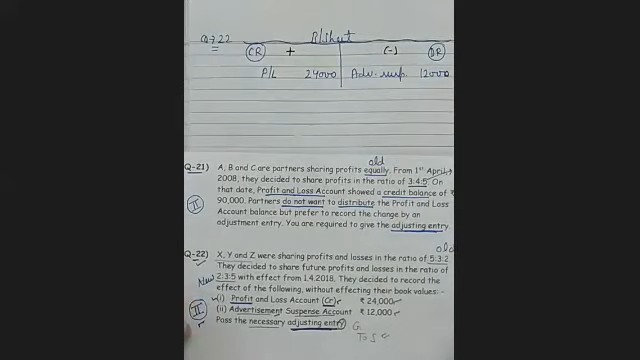 Q→22 B/Sheet
CR + (-) DR
P/L 24000 Adv. susp. 12000
old
Q-21) A, B and C are partners sharing profits equally. From 1st April,
2008, they decided to share profits in the ratio of 3:4:5. On
that date, Profit and Loss Account showed a credit balance of ₹
90,000. Partners do not want to distribute the Profit and Loss
II
Account balance but prefer to record the change by an
adjustment entry. You are required to give the adjusting entry.
old
Q-22) X, Y and Z were sharing profits and losses in the ratio of 5:3:2.
They decided to share future profits and losses in the ratio of
New 2:3:5 with effect from 1.4.2018. They decided to record the
effect of the following, without effecting their book values: -
(i) Profit and Loss Account (Cr) ₹ 24,000
II
(ii) Advertisement Suspense Account ₹ 12,000
Pass the necessary adjusting entry
G